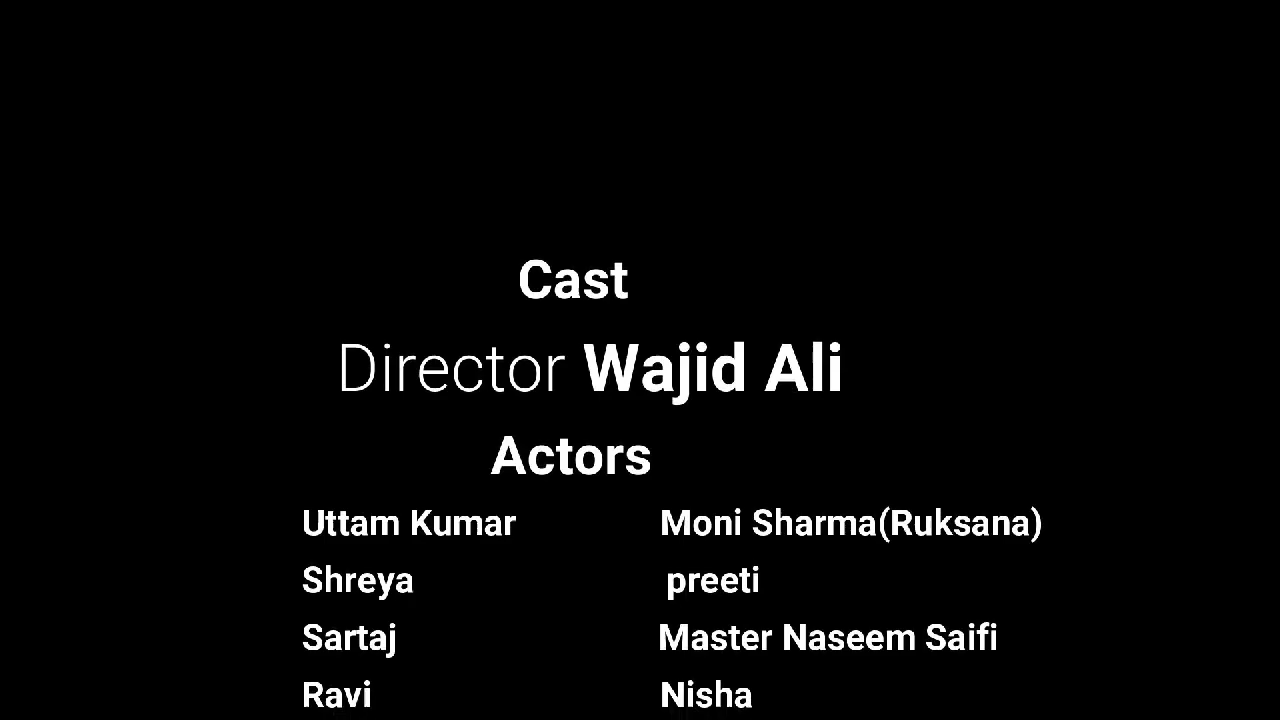 Cast
Director Wajid Ali
Actors
Uttam Kumar Moni Sharma(Ruksana)
Shreya preeti
Sartaj Master Naseem Saifi
Ravi Nisha